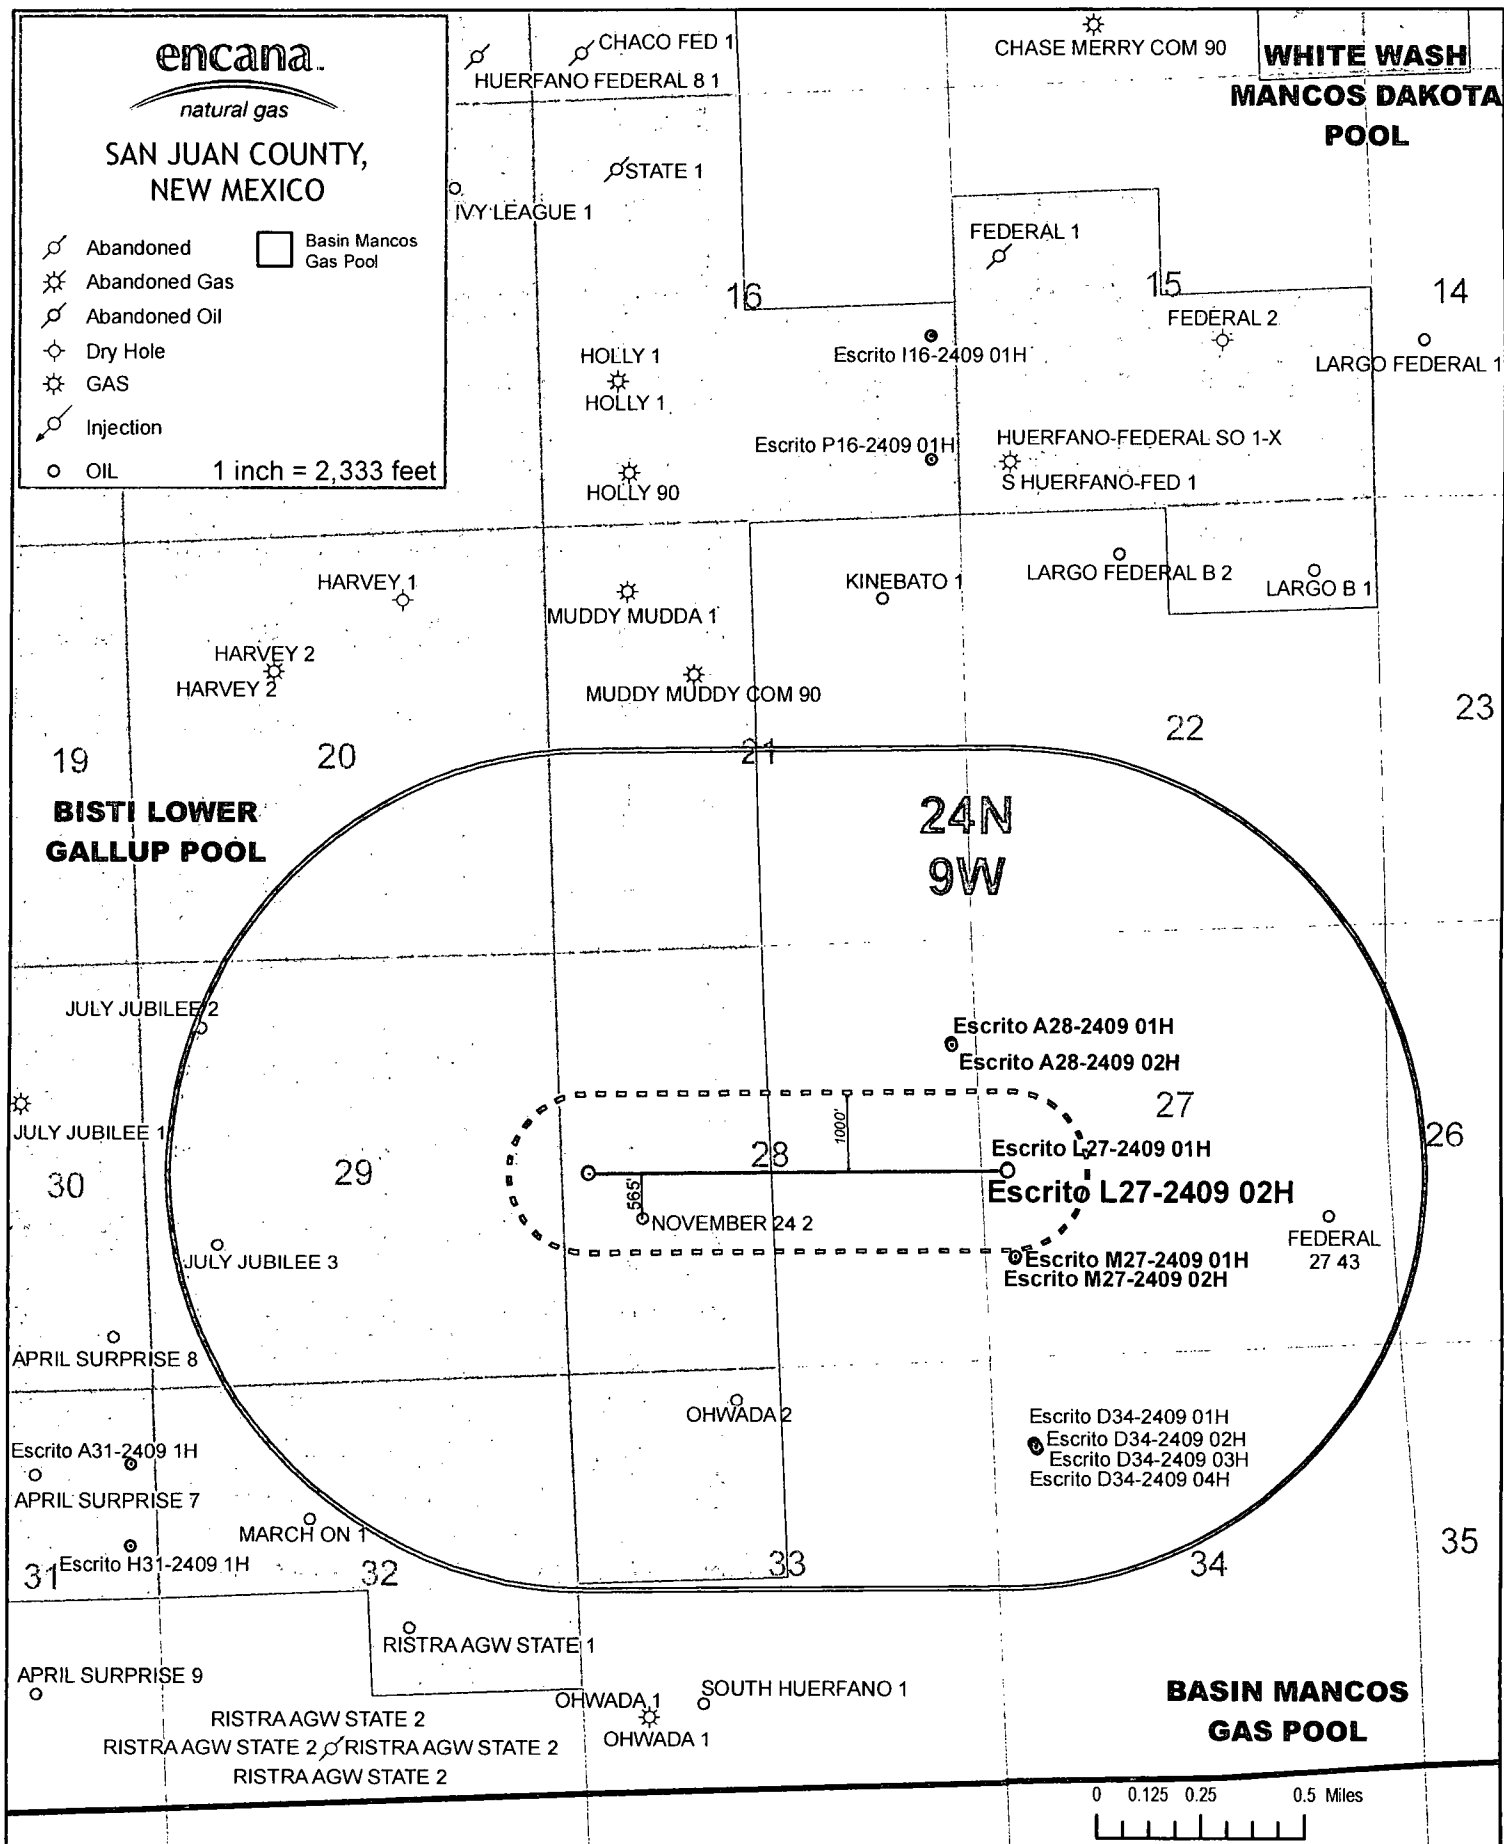 encana.
natural gas
SAN JUAN COUNTY,
NEW MEXICO
Abandoned
Abandoned Gas
Abandoned Oil
Dry Hole
GAS
Injection
OIL
Basin Mancos
Gas Pool
1 inch = 2,333 feet
CHACO FED 1
HUERFANO FEDERAL 8 1
CHASE MERRY COM 90
WHITE WASH
MANCOS DAKOTA
POOL
STATE 1
IVY LEAGUE 1
FEDERAL 1
16
15
14
FEDERAL 2
LARGO FEDERAL 1
HOLLY 1
HOLLY 1
Escrito I16-2409 01H
Escrito P16-2409 01H
HUERFANO-FEDERAL SO 1-X
S HUERFANO-FED 1
HOLLY 90
HARVEY 1
MUDDY MUDDA 1
KINEBATO 1
LARGO FEDERAL B 2
LARGO B 1
HARVEY 2
HARVEY 2
MUDDY MUDDY COM 90
19
20
21
22
23
BISTI LOWER
GALLUP POOL
24N
9W
JULY JUBILEE 2
Escrito A28-2409 01H
Escrito A28-2409 02H
JULY JUBILEE 1
30
29
28
27
26
1000'
Escrito L27-2409 01H
Escrito L27-2409 02H
565'
NOVEMBER 24 2
FEDERAL
27 43
JULY JUBILEE 3
Escrito M27-2409 01H
Escrito M27-2409 02H
APRIL SURPRISE 8
OHWADA 2
Escrito D34-2409 01H
Escrito D34-2409 02H
Escrito D34-2409 03H
Escrito D34-2409 04H
Escrito A31-2409 1H
APRIL SURPRISE 7
MARCH ON 1
Escrito H31-2409 1H
31
32
33
34
35
RISTRA AGW STATE 1
APRIL SURPRISE 9
OHWADA 1
SOUTH HUERFANO 1
OHWADA 1
RISTRA AGW STATE 2
RISTRA AGW STATE 2
RISTRA AGW STATE 2
RISTRA AGW STATE 2
BASIN MANCOS
GAS POOL
0 0.125 0.25 0.5 Miles